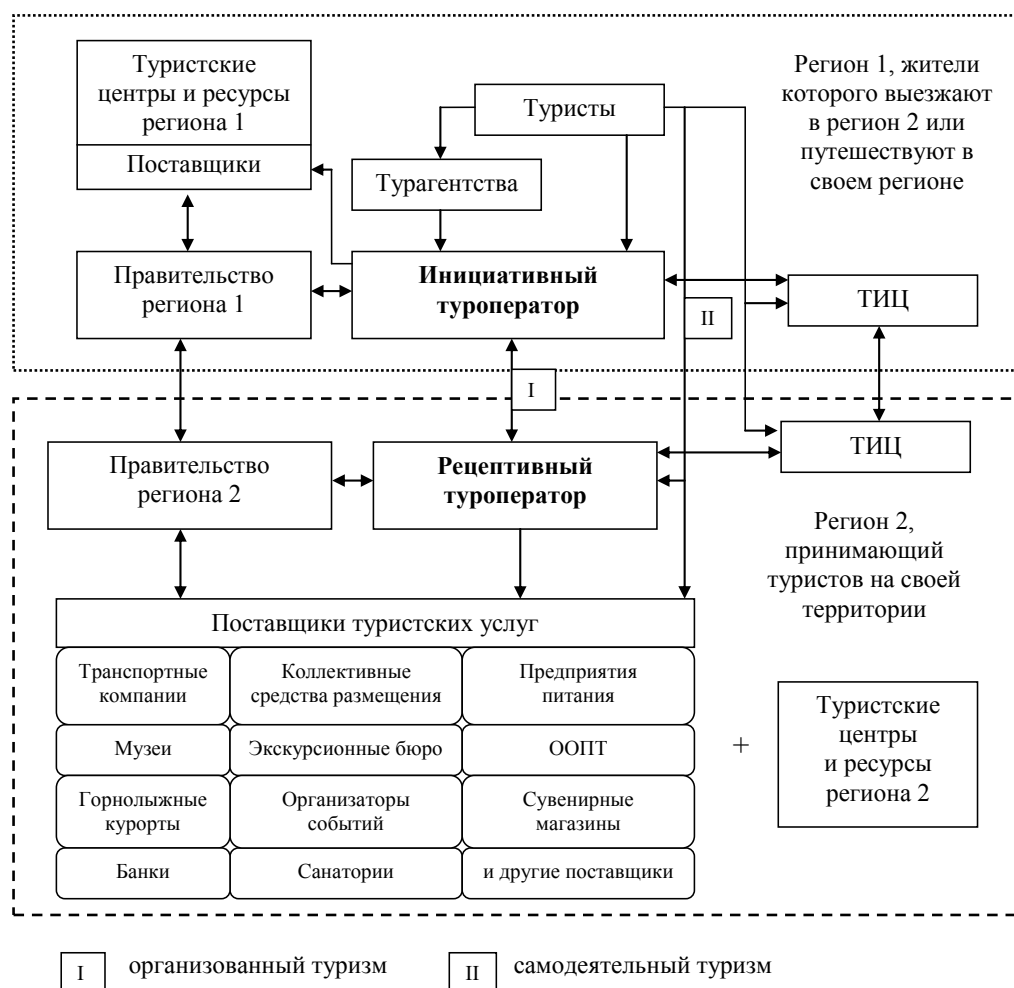 Туристские
центры и ресурсы
региона 1
Поставщики
Туристы
Турагентства
Регион 1, жители
которого выезжают
в регион 2 или
путешествуют в
своем регионе
Правительство
региона 1
Инициативный
туроператор
ТИЦ
II
I
Правительство
региона 2
Рецептивный
туроператор
ТИЦ
Регион 2,
принимающий
туристов на своей
территории
Поставщики туристских услуг
Транспортные
компании
Коллективные
средства размещения
Предприятия
питания
Музеи
Экскурсионные бюро
ООПТ
Горнолыжные
курорты
Организаторы
событий
Сувенирные
магазины
Банки
Санатории
и другие поставщики
+
Туристские
центры
и ресурсы
региона 2
I организованный туризм
II самодеятельный туризм